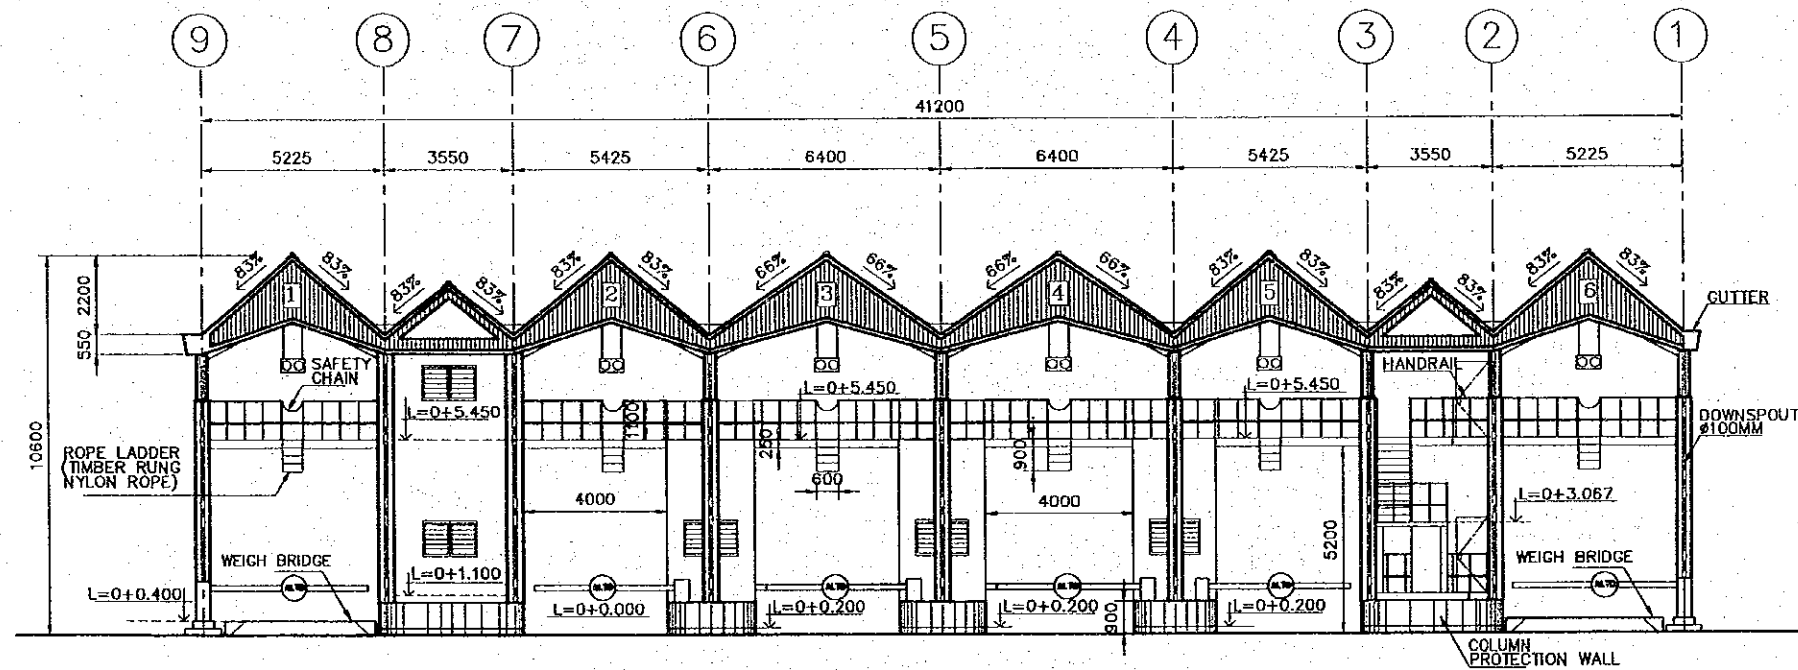 9 8 7 6 5 4 3 2 1
41200
5225 3550 5425 6400 6400 5425 3550 5225
83% 83% 83% 83% 83% 83% 66% 66% 66% 66% 83% 83% 83% 83% 83% 83%
1 2 3 4 5 6
2200
550
10600
GUTTER
SAFETY
CHAIN
HANDRAIL
L=0+5.450
L=0+5.450
L=0+5.450
1100
250
900
600
DOWNSPOUT
ø100MM
ROPE LADDER
(TIMBER RUNG
NYLON ROPE)
4000
4000
L=0+3.067
5200
WEIGH BRIDGE
WEIGH BRIDGE
L=0+1.100
L=0+0.400
L=0+0.000
L=0+0.200
L=0+0.200
L=0+0.200
900
COLUMN
PROTECTION WALL